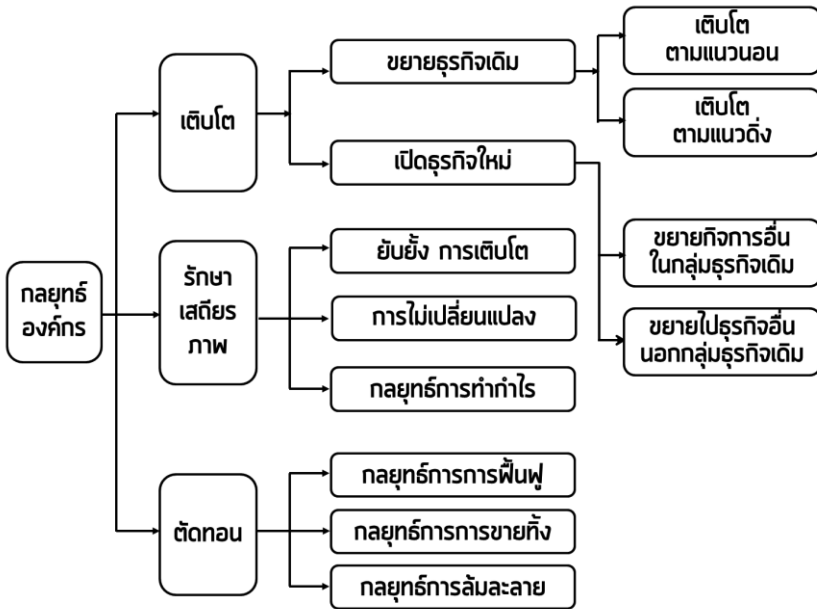 กลยุทธ์
องค์กร
เติบโต
ขยายธุรกิจเดิม
เติบโต
ตามแนวนอน
เติบโต
ตามแนวดิ่ง
เปิดธุรกิจใหม่
ขยายกิจการอื่น
ในกลุ่มธุรกิจเดิม
ขยายไปธุรกิจอื่น
นอกกลุ่มธุรกิจเดิม
รักษา
เสถียร
ภาพ
ยับยั้ง การเติบโต
การไม่เปลี่ยนแปลง
กลยุทธ์การทำกำไร
ตัดทอน
กลยุทธ์การการฟื้นฟู
กลยุทธ์การการขายทิ้ง
กลยุทธ์การล้มละลาย